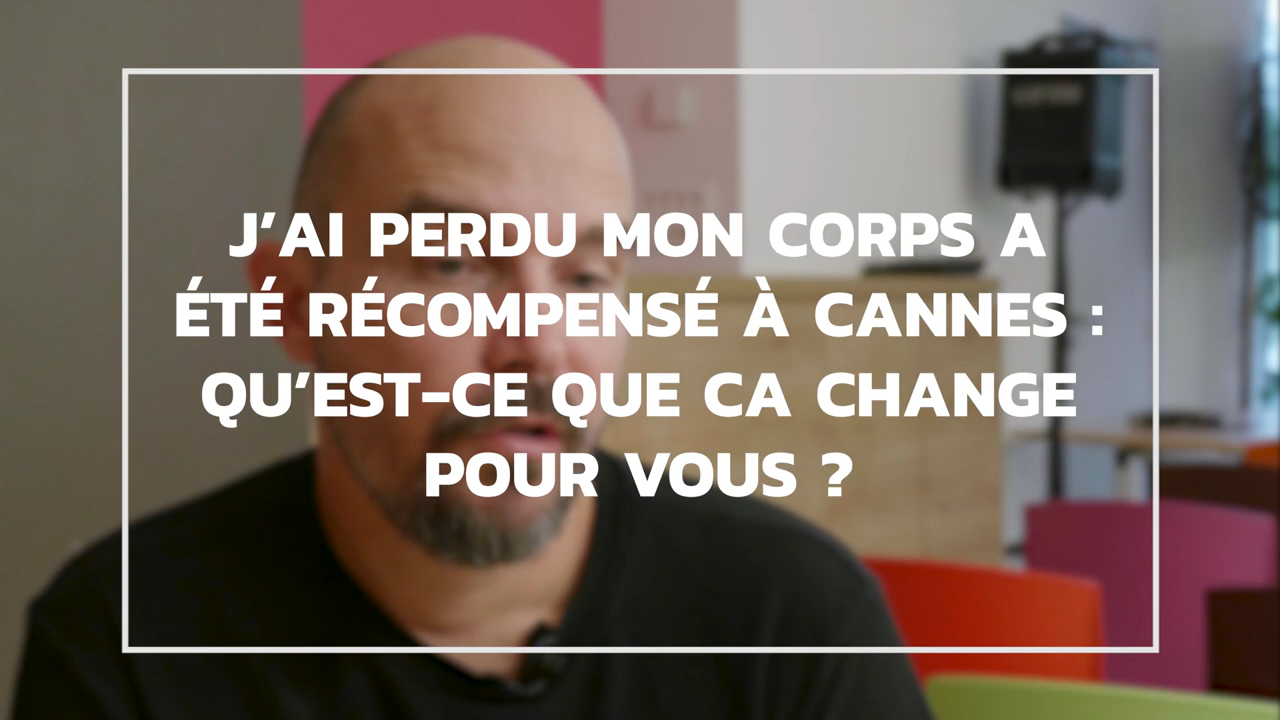 J’AI PERDU MON CORPS A
ÉTÉ RÉCOMPENSÉ À CANNES :
QU’EST-CE QUE CA CHANGE
POUR VOUS ?